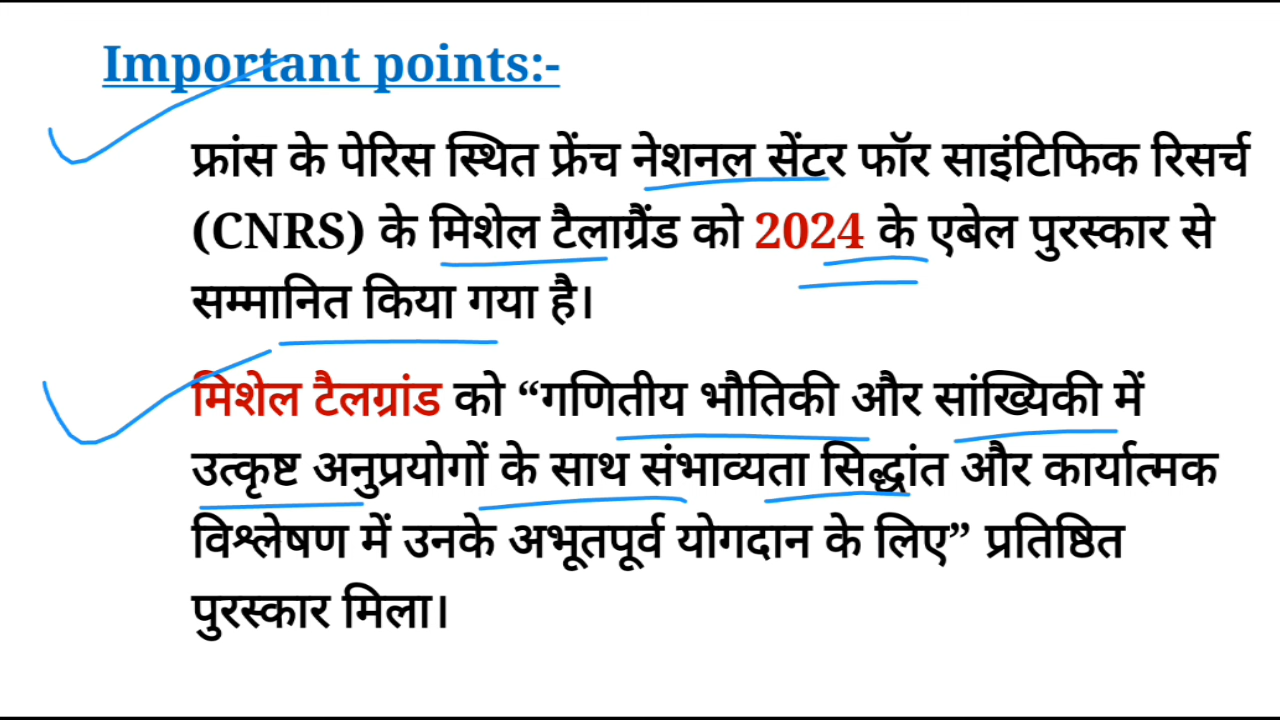 Important points:-
फ्रांस के पेरिस स्थित फ्रेंच नेशनल सेंटर फॉर साइंटिफिक रिसर्च
(CNRS) के मिशेल टैलाग्रैंड को 2024 के एबेल पुरस्कार से
सम्मानित किया गया है।
मिशेल टैलग्रांड को “गणितीय भौतिकी और सांख्यिकी में
उत्कृष्ट अनुप्रयोगों के साथ संभाव्यता सिद्धांत और कार्यात्मक
विश्लेषण में उनके अभूतपूर्व योगदान के लिए” प्रतिष्ठित
पुरस्कार मिला।